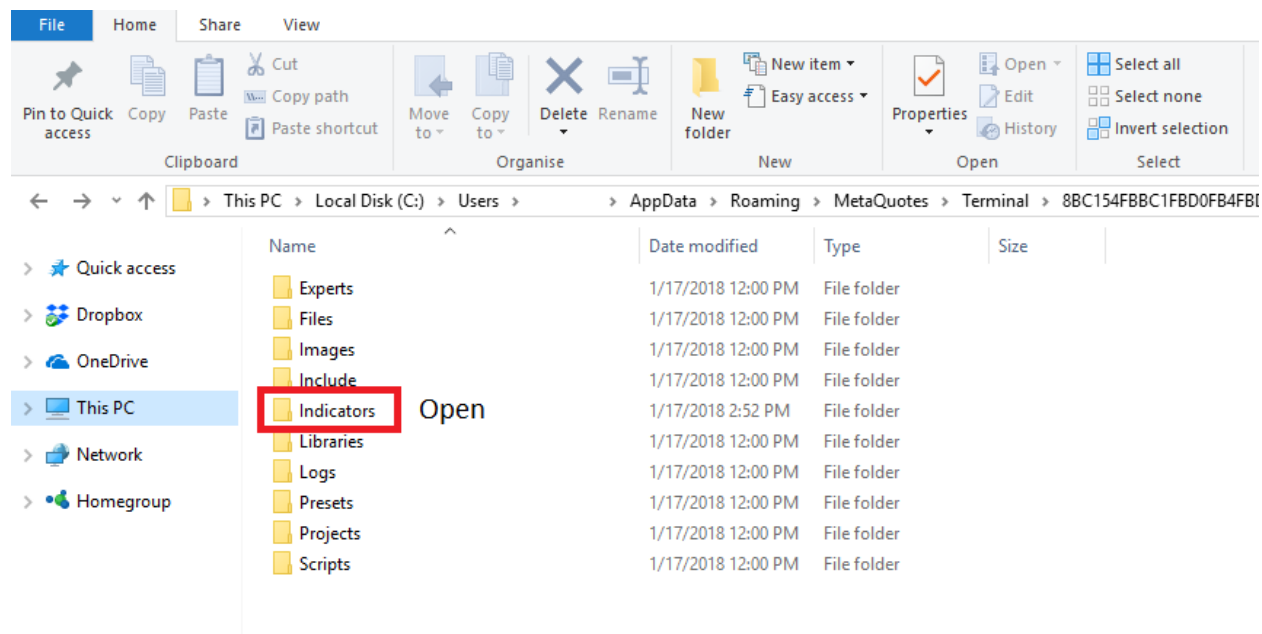 File Home Share View
Pin to Quick access
Copy
Paste
Cut
Copy path
Paste shortcut
Clipboard
Move to
Copy to
Delete
Rename
Organise
New folder
New item
Easy access
New
Properties
Open
Edit
History
Open
Select all
Select none
Invert selection
Select
This PC > Local Disk (C:) > Users > > AppData > Roaming > MetaQuotes > Terminal > 8BC154FBBC1FBD0FB4FBD
Name Date modified Type Size
Quick access
Dropbox
OneDrive
This PC
Network
Homegroup
Experts 1/17/2018 12:00 PM File folder
Files 1/17/2018 12:00 PM File folder
Images 1/17/2018 12:00 PM File folder
Include 1/17/2018 12:00 PM File folder
Indicators Open 1/17/2018 2:52 PM File folder
Libraries 1/17/2018 12:00 PM File folder
Logs 1/17/2018 12:00 PM File folder
Presets 1/17/2018 12:00 PM File folder
Projects 1/17/2018 12:00 PM File folder
Scripts 1/17/2018 12:00 PM File folder